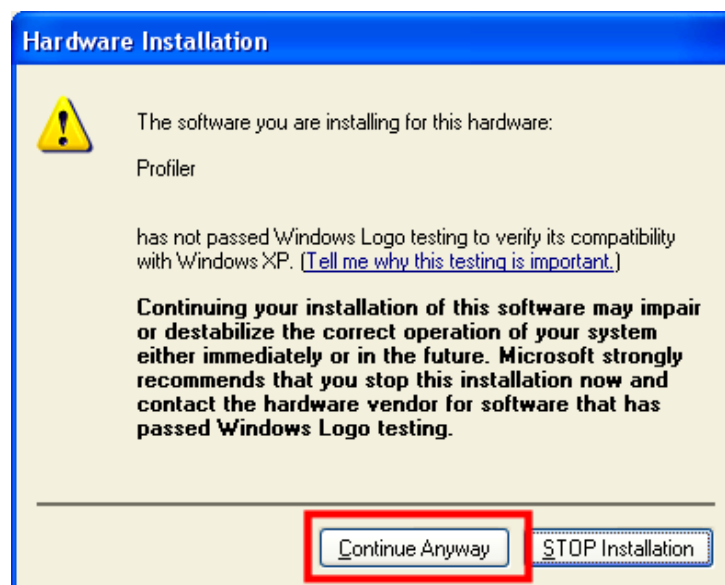 Hardware Installation
The software you are installing for this hardware:
Profiler
has not passed Windows Logo testing to verify its compatibility
with Windows XP. (Tell me why this testing is important.)
Continuing your installation of this software may impair
or destabilize the correct operation of your system
either immediately or in the future. Microsoft strongly
recommends that you stop this installation now and
contact the hardware vendor for software that has
passed Windows Logo testing.
Continue Anyway STOP Installation